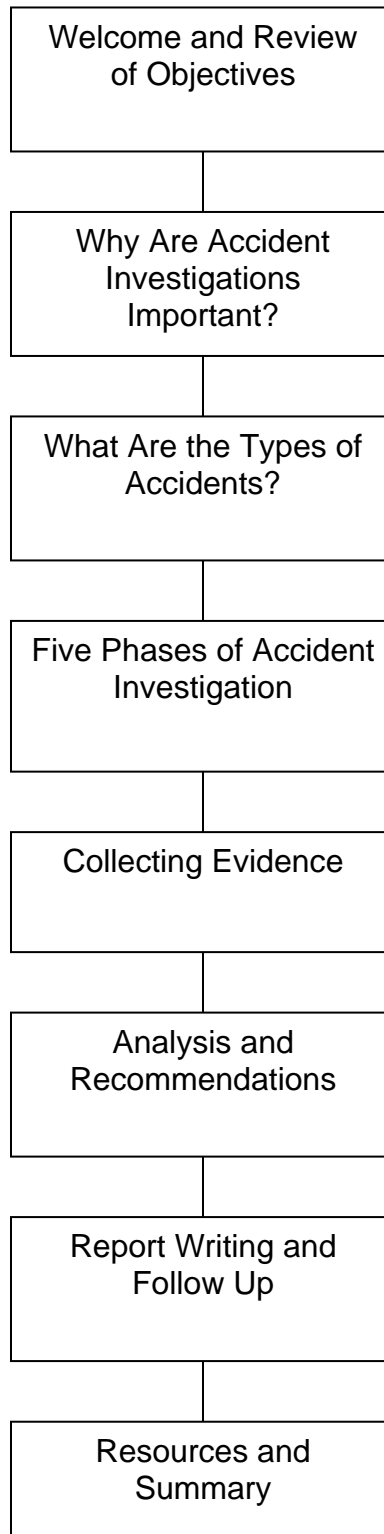 Welcome and Review
of Objectives
Why Are Accident
Investigations
Important?
What Are the Types of
Accidents?
Five Phases of Accident
Investigation
Collecting Evidence
Analysis and
Recommendations
Report Writing and
Follow Up
Resources and
Summary